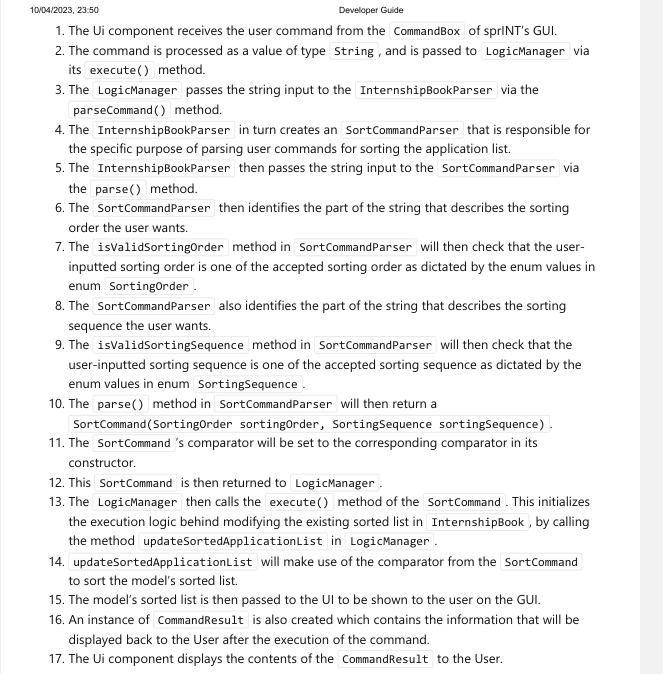 10/04/2023, 23:50 Developer Guide
1. The Ui component receives the user command from the CommandBox of sprINT's GUI.
2. The command is processed as a value of type String , and is passed to LogicManager via
its execute() method.
3. The LogicManager passes the string input to the InternshipBookParser via the
parseCommand() method.
4. The InternshipBookParser in turn creates an SortCommandParser that is responsible for
the specific purpose of parsing user commands for sorting the application list.
5. The InternshipBookParser then passes the string input to the SortCommandParser via
the parse() method.
6. The SortCommandParser then identifies the part of the string that describes the sorting
order the user wants.
7. The isValidSortingOrder method in SortCommandParser will then check that the user-
inputted sorting order is one of the accepted sorting order as dictated by the enum values in
enum SortingOrder .
8. The SortCommandParser also identifies the part of the string that describes the sorting
sequence the user wants.
9. The isValidSortingSequence method in SortCommandParser will then check that the
user-inputted sorting sequence is one of the accepted sorting sequence as dictated by the
enum values in enum SortingSequence .
10. The parse() method in SortCommandParser will then return a
SortCommand(SortingOrder sortingOrder, SortingSequence sortingSequence) .
11. The SortCommand 's comparator will be set to the corresponding comparator in its
constructor.
12. This SortCommand is then returned to LogicManager .
13. The LogicManager then calls the execute() method of the SortCommand . This initializes
the execution logic behind modifying the existing sorted list in InternshipBook , by calling
the method updateSortedApplicationList in LogicManager .
14. updateSortedApplicationList will make use of the comparator from the SortCommand
to sort the model's sorted list.
15. The model's sorted list is then passed to the UI to be shown to the user on the GUI.
16. An instance of CommandResult is also created which contains the information that will be
displayed back to the User after the execution of the command.
17. The Ui component displays the contents of the CommandResult to the User.